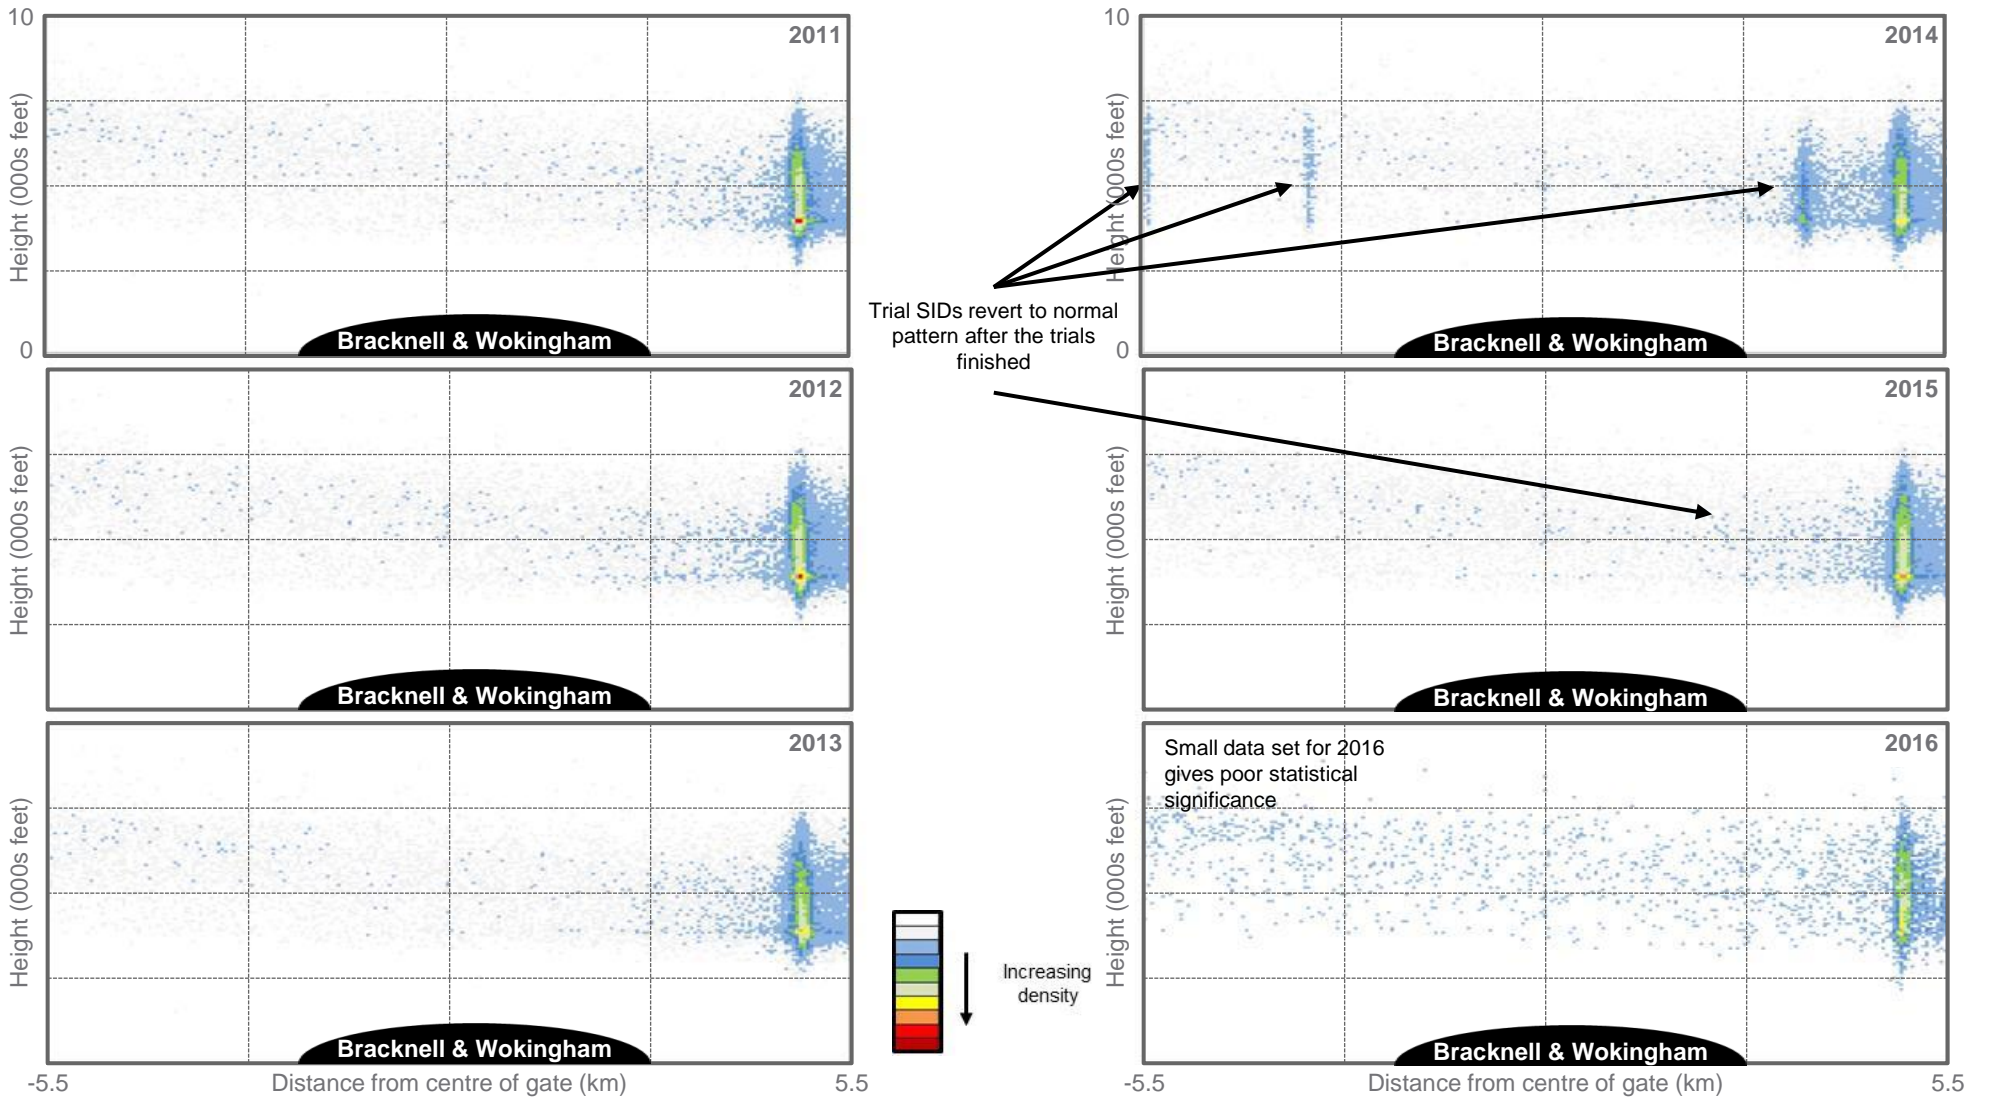 10
2011
Height (000s feet)
0
Bracknell & Wokingham
2012
Height (000s feet)
Bracknell & Wokingham
2013
Height (000s feet)
Bracknell & Wokingham
-5.5
Distance from centre of gate (km)
5.5
Trial SIDs revert to normal
pattern after the trials
finished
Increasing
density
10
2014
Height (000s feet)
0
Bracknell & Wokingham
2015
Height (000s feet)
Bracknell & Wokingham
Small data set for 2016
gives poor statistical
significance
2016
Height (000s feet)
Bracknell & Wokingham
-5.5
Distance from centre of gate (km)
5.5